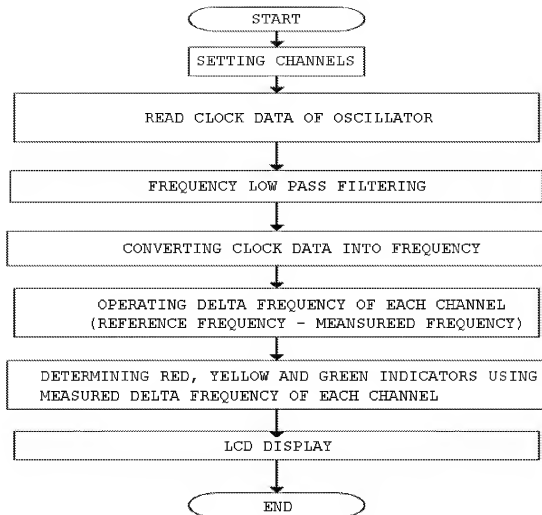 START
SETTING CHANNELS
READ CLOCK DATA OF OSCILLATOR
FREQUENCY LOW PASS FILTERING
CONVERTING CLOCK DATA INTO FREQUENCY
OPERATING DELTA FREQUENCY OF EACH CHANNEL
(REFERENCE FREQUENCY - MEANSUREED FREQUENCY)
DETERMINING RED, YELLOW AND GREEN INDICATORS USING
MEASURED DELTA FREQUENCY OF EACH CHANNEL
LCD DISPLAY
END